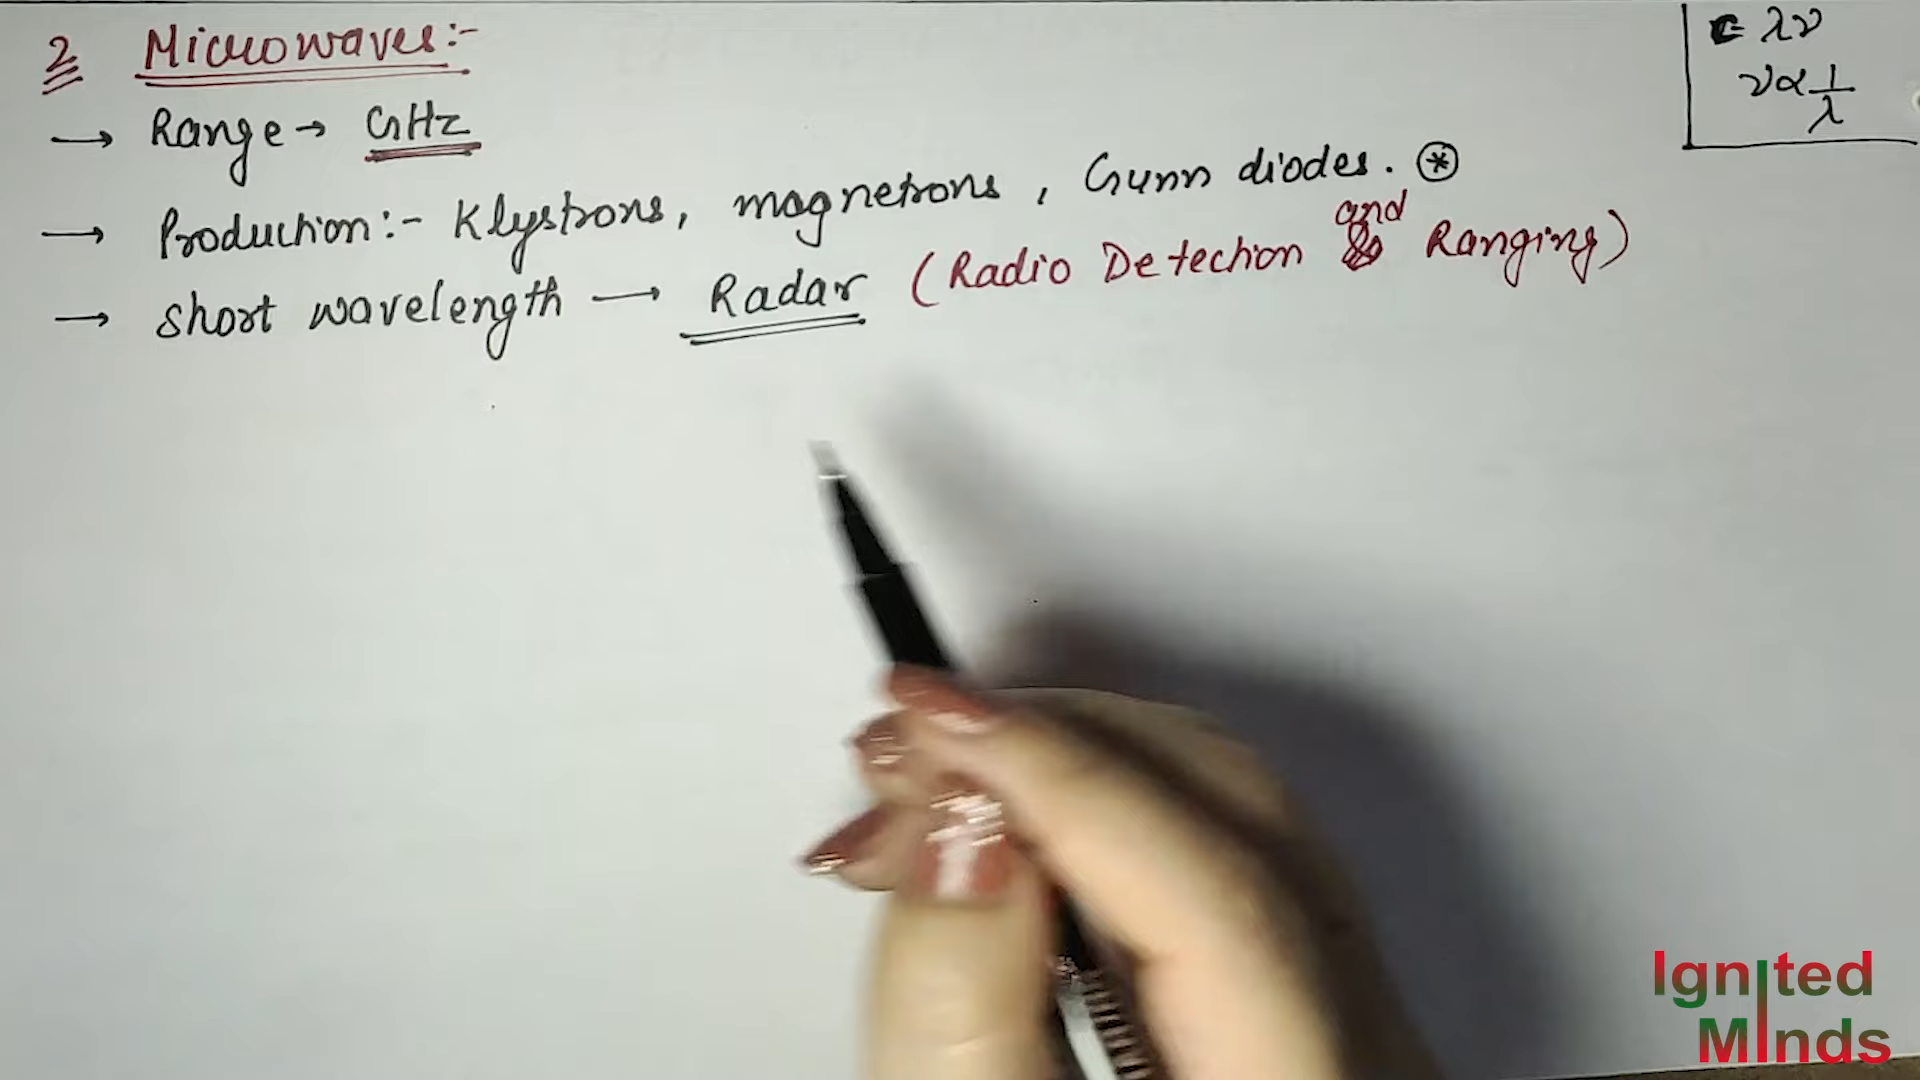 2 Microwaves:-
→ Range → GHz
→ Production:- Klystrons, magnetrons, Gunn diodes. ⊛
→ short wavelength → Radar (Radio Detection and Ranging)
c λν
ν∝1/λ
Ignited
Minds